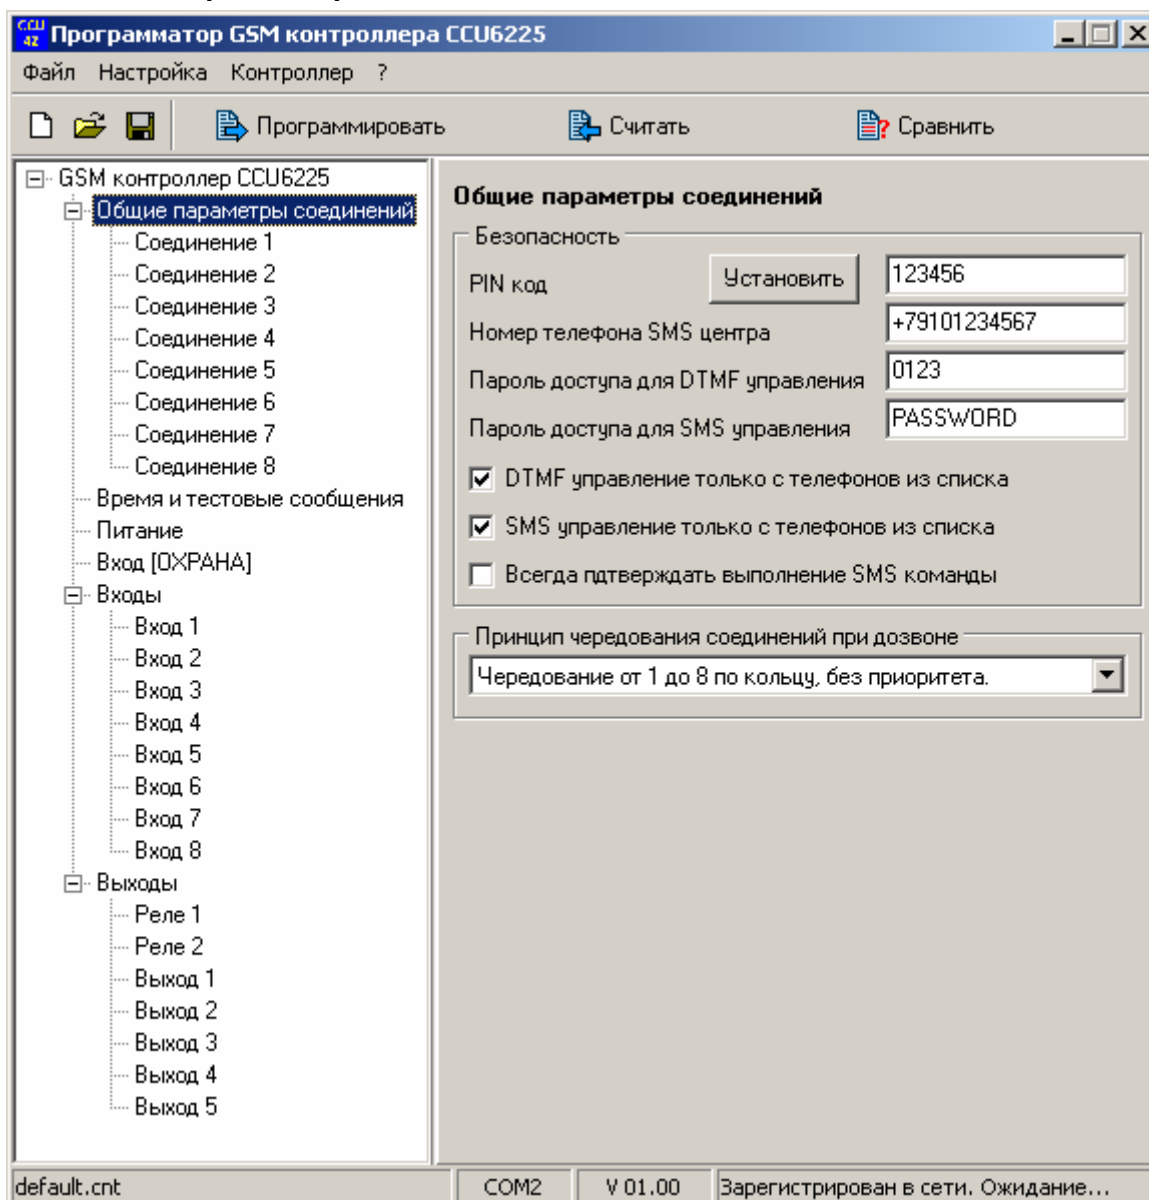 CCU
42 Программатор GSM контроллера CCU6225
Файл Настройка Контроллер ?
Программировать Считать Сравнить
GSM контроллер CCU6225
Общие параметры соединений
Соединение 1
Соединение 2
Соединение 3
Соединение 4
Соединение 5
Соединение 6
Соединение 7
Соединение 8
Время и тестовые сообщения
Питание
Вход [ОХРАНА]
Входы
Вход 1
Вход 2
Вход 3
Вход 4
Вход 5
Вход 6
Вход 7
Вход 8
Выходы
Реле 1
Реле 2
Выход 1
Выход 2
Выход 3
Выход 4
Выход 5
Общие параметры соединений
Безопасность
PIN код Установить 123456
Номер телефона SMS центра +79101234567
Пароль доступа для DTMF управления 0123
Пароль доступа для SMS управления PASSWORD
DTMF управление только с телефонов из списка
SMS управление только с телефонов из списка
Всегда пдтверждать выполнение SMS команды
Принцип чередования соединений при дозвоне
Чередование от 1 до 8 по кольцу, без приоритета.
default.cnt COM2 V 01.00 Зарегистрирован в сети. Ожидание...